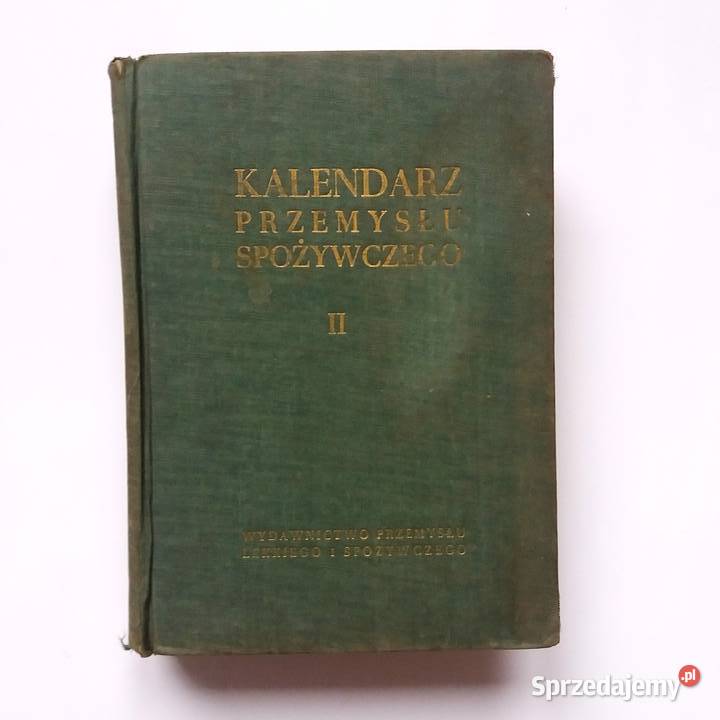 KALENDARZ
PRZEMYSŁU
SPOŻYWCZEGO
II
WYDAWNICTWO PRZEMYSŁU
LEKKIEGO I SPOŻYWCZEGO
Sprzedajemy.pl